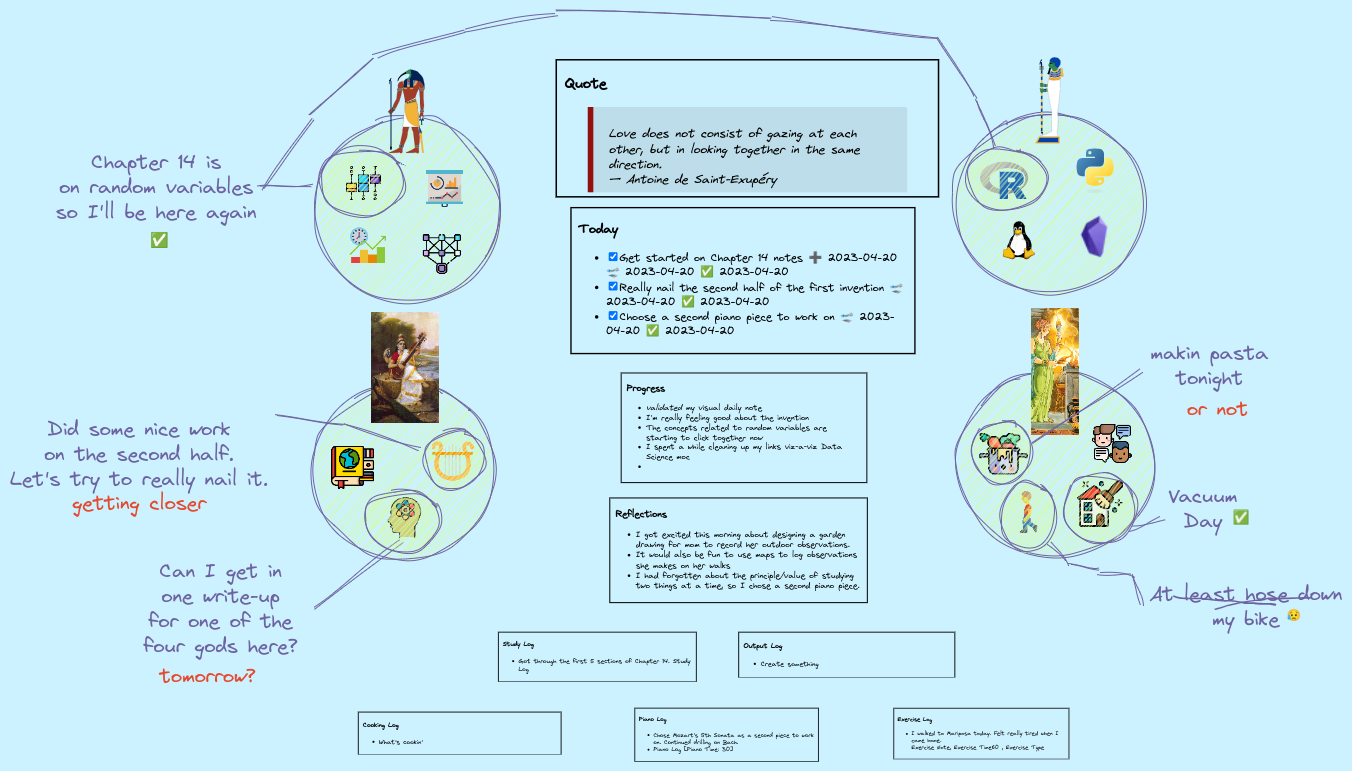 Quote
Love does not consist of gazing at each
other, but in looking together in the same
direction.
— Antoine de Saint-Exupéry
Chapter 14 is
on random variables
so I'll be here again
✅
Today
Get started on Chapter 14 notes ➕ 2023-04-20
🛫 2023-04-20 ✅ 2023-04-20
Really nail the second half of the first invention 🛫
2023-04-20 ✅ 2023-04-20
Choose a second piano piece to work on 🛫 2023-
04-20 ✅ 2023-04-20
R
makin pasta
tonight
or not
Progress
validated my visual daily note
I'm really feeling good about the invention
The concepts related to random variables are
starting to click together now
I spent a while cleaning up my links viz-a-viz Data
Science moc
Did some nice work
on the second half.
Let's try to really nail it.
getting closer
Vacuum
Day ✅
Reflections
I got excited this morning about designing a garden
drawing for mom to record her outdoor observations.
It would also be fun to use maps to log observations
she makes on her walks
I had forgotten about the principle/value of studying
two things at a time, so I chose a second piano piece.
Can I get in
one write-up
for one of the
four gods here?
tomorrow?
At least hose down
my bike 😥
Study Log
Got through the first 5 sections of Chapter 14. Study
Log
Output Log
Create something
Cooking Log
What's cookin'
Piano Log
Chose Mozart's 5th Sonata as a second piece to work
on. Continued drilling on Bach.
Piano Log [Piano Time: 30]
Exercise Log
I walked to Mariposa today. Felt really tired when I
came home.
Exercise Note, Exercise Time60 , Exercise Type